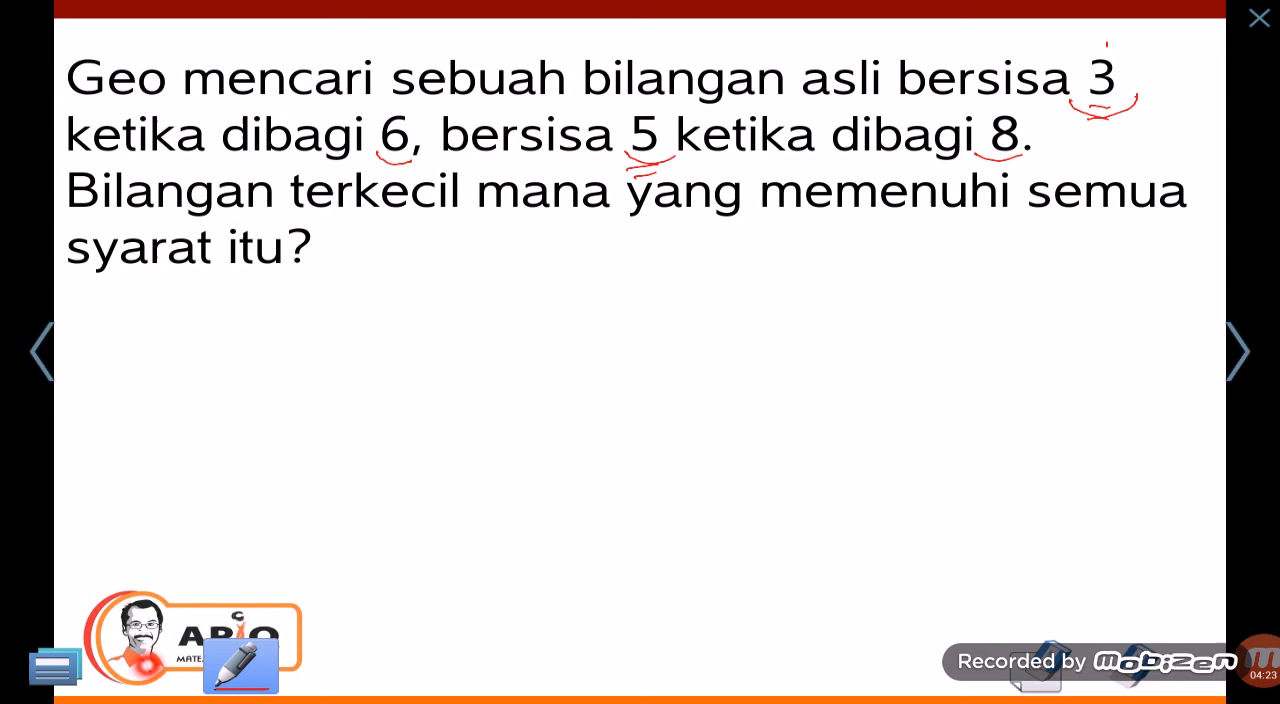 Geo mencari sebuah bilangan asli bersisa 3
ketika dibagi 6, bersisa 5 ketika dibagi 8.
Bilangan terkecil mana yang memenuhi semua
syarat itu?
Recorded by Mobizen
04:23